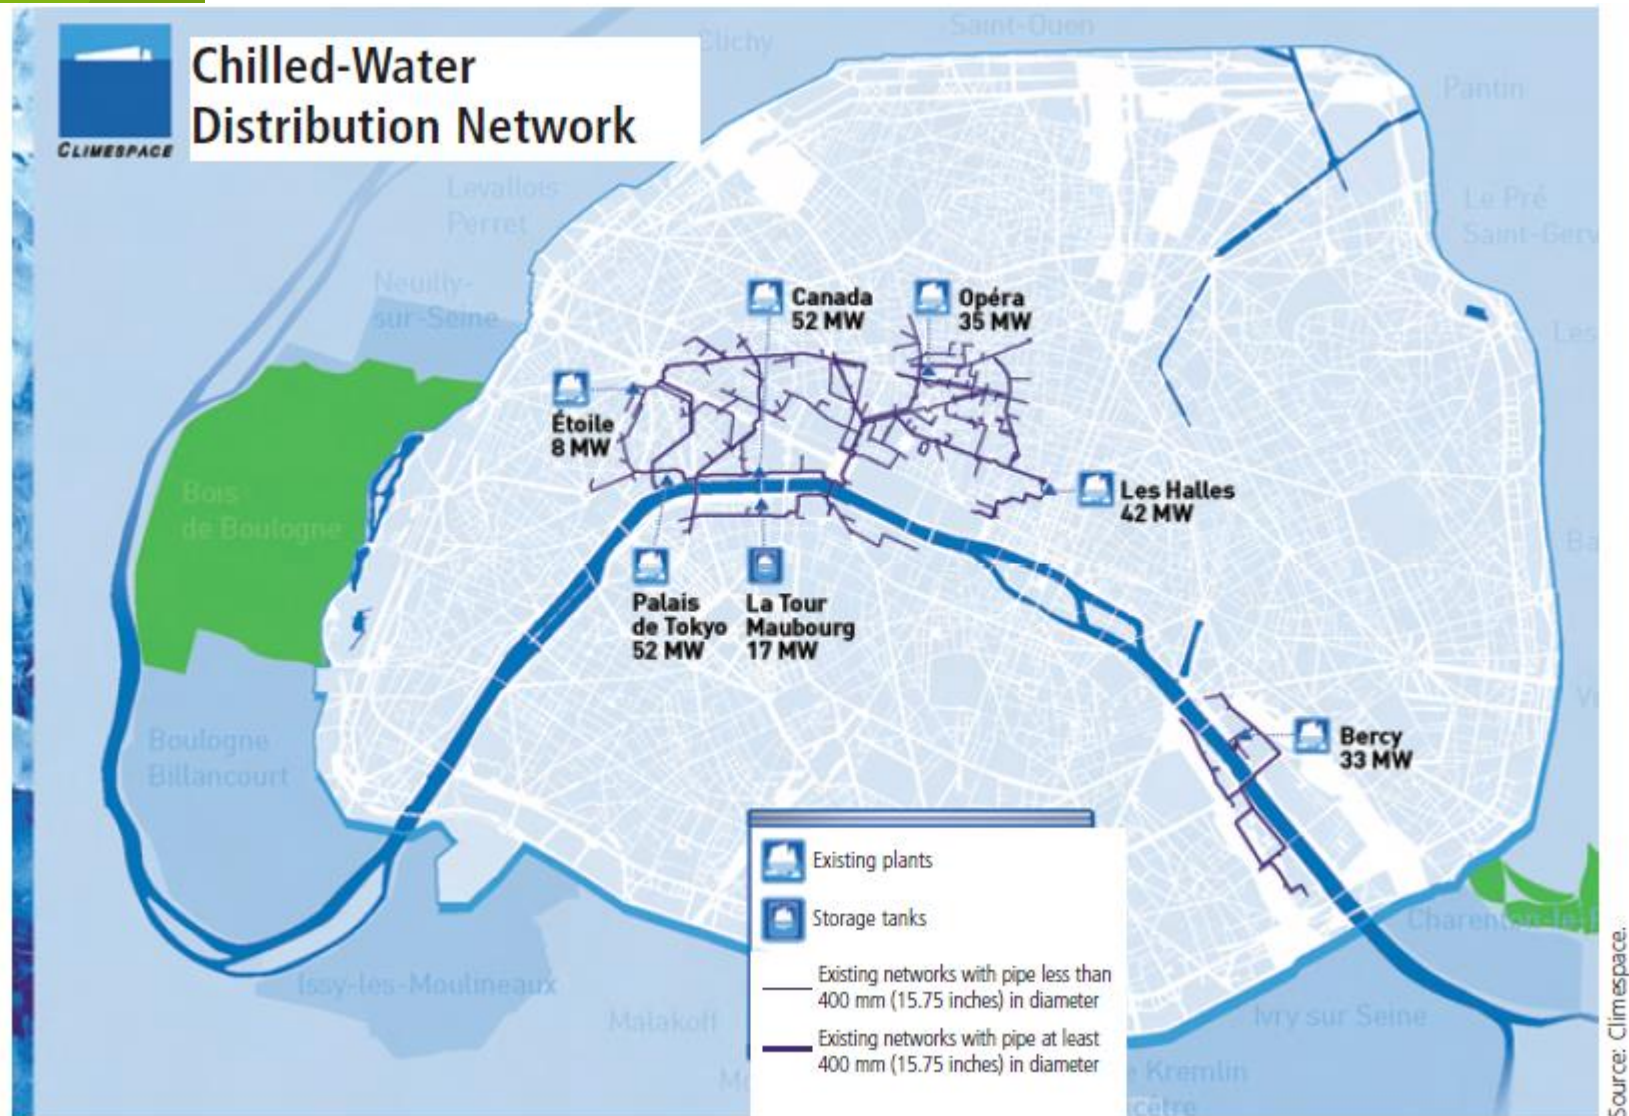 CLIMESPACE
Chilled-Water
Distribution Network
Clichy
Saint-Ouen
Pantin
Levallois
Perret
Le Pré
Neuilly-
sur-Seine
Canada
52 MW
Opéra
35 MW
Étoile
8 MW
Les Halles
42 MW
Bois
de Boulogne
Palais
de Tokyo
52 MW
La Tour
Maubourg
17 MW
Bercy
33 MW
Boulogne
Billancourt
Existing plants
Storage tanks
Existing networks with pipe less than
400 mm (15.75 inches) in diameter
Existing networks with pipe at least
400 mm (15.75 inches) in diameter
Issy-les-Moulineaux
Malakoff
Ivry sur Seine
Kremlin
Source: Climespace.